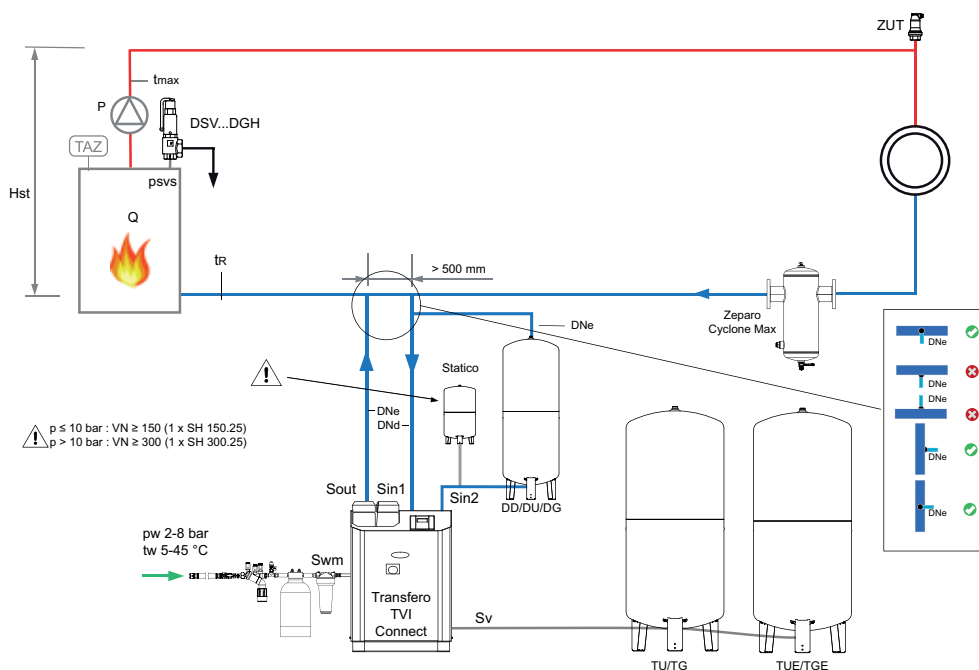 ZUT
tmax
P
DSV...DGH
TAZ
psvs
Hst
Q
tR
> 500 mm
DNe
Zeparo
Cyclone Max
DNe
DNe
DNe
DNe
DNe
Statico
DNe
DNd
p ≤ 10 bar : VN ≥ 150 (1 x SH 150.25)
p > 10 bar : VN ≥ 300 (1 x SH 300.25)
Sout
Sin1
Sin2
DD/DU/DG
pw 2-8 bar
tw 5-45 °C
Swm
Transfero
TVI
Connect
Sv
TU/TG
TUE/TGE